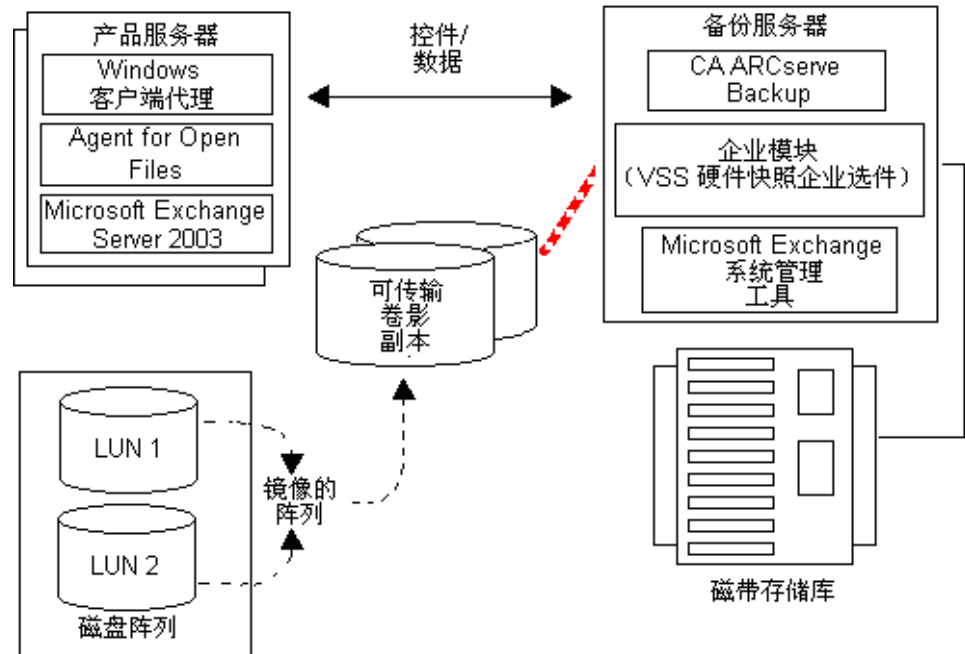 产品服务器
Windows
客户端代理
Agent for Open
Files
Microsoft Exchange
Server 2003
控件/
数据
备份服务器
CA ARCserve
Backup
企业模块
（VSS 硬件快照企业选件）
Microsoft Exchange
系统管理
工具
可传输
卷影
副本
LUN 1
LUN 2
磁盘阵列
镜像的
阵列
磁带存储库